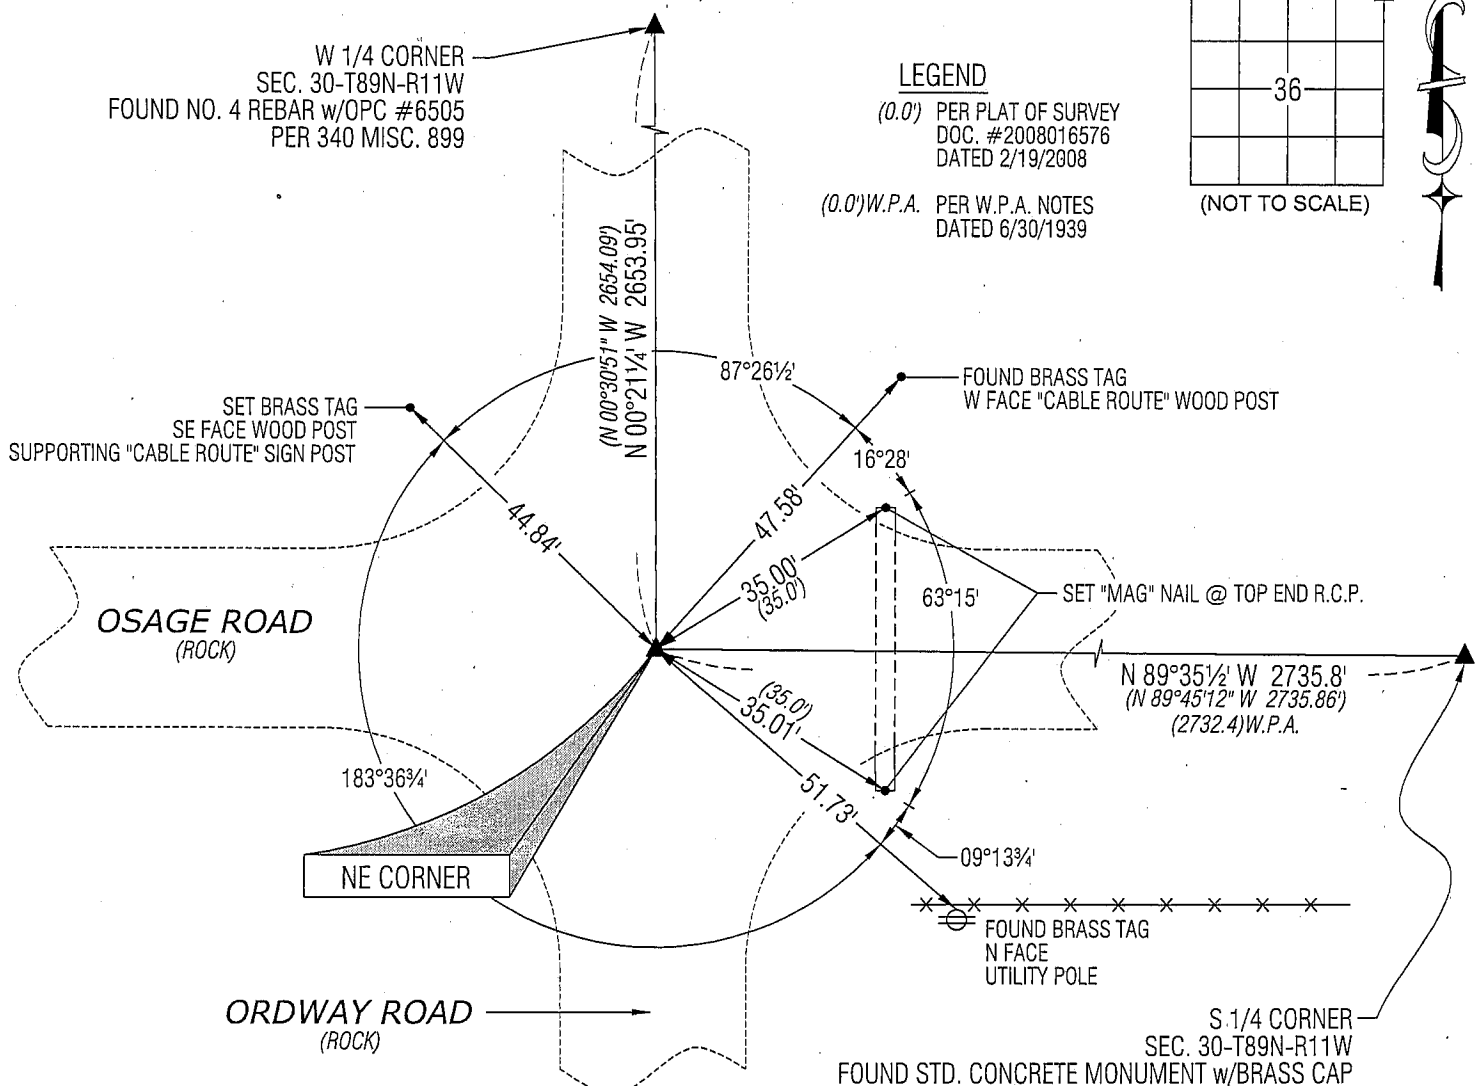 W 1/4 CORNER
SEC. 30-T89N-R11W
FOUND NO. 4 REBAR w/OPC #6505
PER 340 MISC. 899
LEGEND
(0.0') PER PLAT OF SURVEY
DOC. #2008016576
DATED 2/19/2008
(0.0')W.P.A. PER W.P.A. NOTES
DATED 6/30/1939
36
(NOT TO SCALE)
(N 00°30'51" W 2654.09')
N 00°21¼' W 2653.95'
87°26½'
FOUND BRASS TAG
W FACE "CABLE ROUTE" WOOD POST
SET BRASS TAG
SE FACE WOOD POST
SUPPORTING "CABLE ROUTE" SIGN POST
16°28'
44.84'
47.58'
35.00'
(35.0')
63°15'
SET "MAG" NAIL @ TOP END R.C.P.
OSAGE ROAD
(ROCK)
N 89°35½' W 2735.8'
(N 89°45'12" W 2735.86')
(2732.4)W.P.A.
(35.0')
35.01'
51.73'
183°36¾'
NE CORNER
09°13¾'
FOUND BRASS TAG
N FACE
UTILITY POLE
ORDWAY ROAD
(ROCK)
S 1/4 CORNER
SEC. 30-T89N-R11W
FOUND STD. CONCRETE MONUMENT w/BRASS CAP